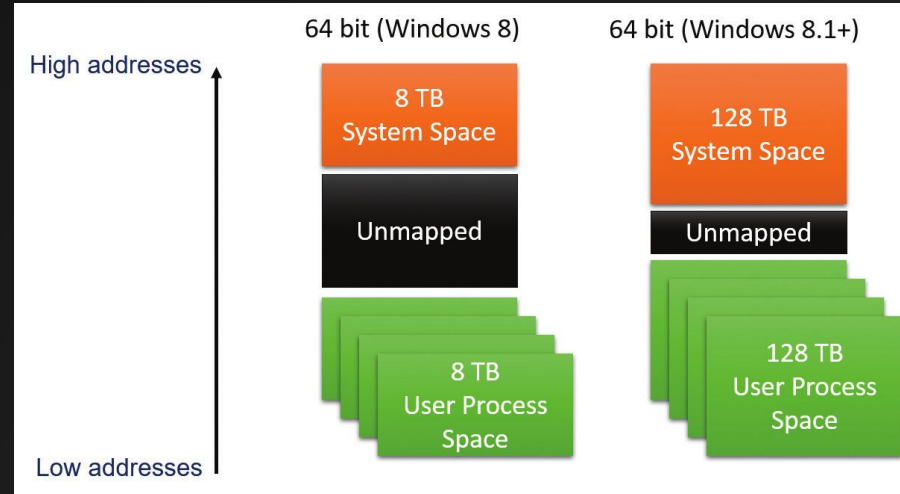 64 bit (Windows 8)
64 bit (Windows 8.1+)
High addresses
8 TB
System Space
128 TB
System Space
Unmapped
Unmapped
8 TB
User Process
Space
128 TB
User Process
Space
Low addresses